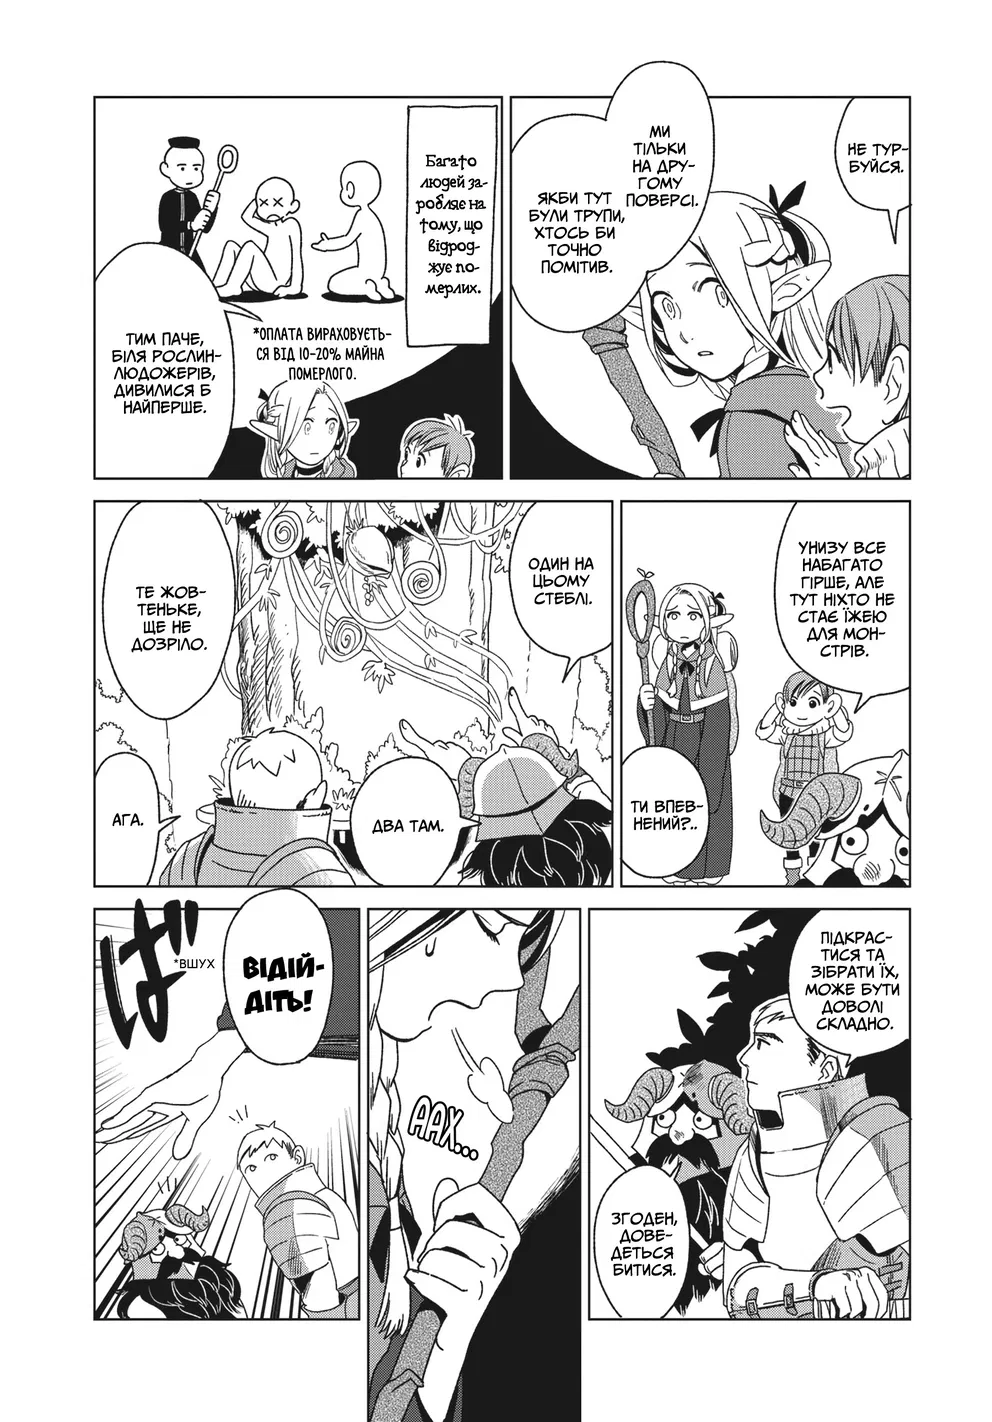 НЕ ТУР-
БУЙСЯ.
МИ
ТІЛЬКИ
НА ДРУ-
ГОМУ
ПОВЕРСІ.
ЯКБИ ТУТ
БУЛИ ТРУПИ,
ХТОСЬ БИ
ТОЧНО
ПОМІТИВ.
Багато
людей за-
робляє на
тому, що
відрод-
жує по-
мерлих.
*ОПЛАТА ВИРАХОВУЄТЬ-
СЯ ВІД 10-20% МАЙНА
ПОМЕРЛОГО.
ТИМ ПАЧЕ,
БІЛЯ РОСЛИН-
ЛЮДОЖЕРІВ,
ДИВИЛИСЯ Б
НАЙПЕРШЕ.
УНИЗУ ВСЕ
НАБАГАТО
ГІРШЕ, АЛЕ
ТУТ НІХТО НЕ
СТАЄ ЇЖЕЮ
ДЛЯ МОН-
СТРІВ.
ТИ ВПЕВ-
НЕНИЙ?..
ОДИН НА
ЦЬОМУ
СТЕБЛІ.
ДВА ТАМ.
ТЕ ЖОВ-
ТЕНЬКЕ,
ЩЕ НЕ
ДОЗРІЛО.
АГА.
ПІДКРАС-
ТИСЯ ТА
ЗІБРАТИ ЇХ,
МОЖЕ БУТИ
ДОВОЛІ
СКЛАДНО.
ЗГОДЕН,
ДОВЕ-
ДЕТЬСЯ
БИТИСЯ.
ААХ...
ВІДІЙ-
ДІТЬ!
ば
*ВШУХ